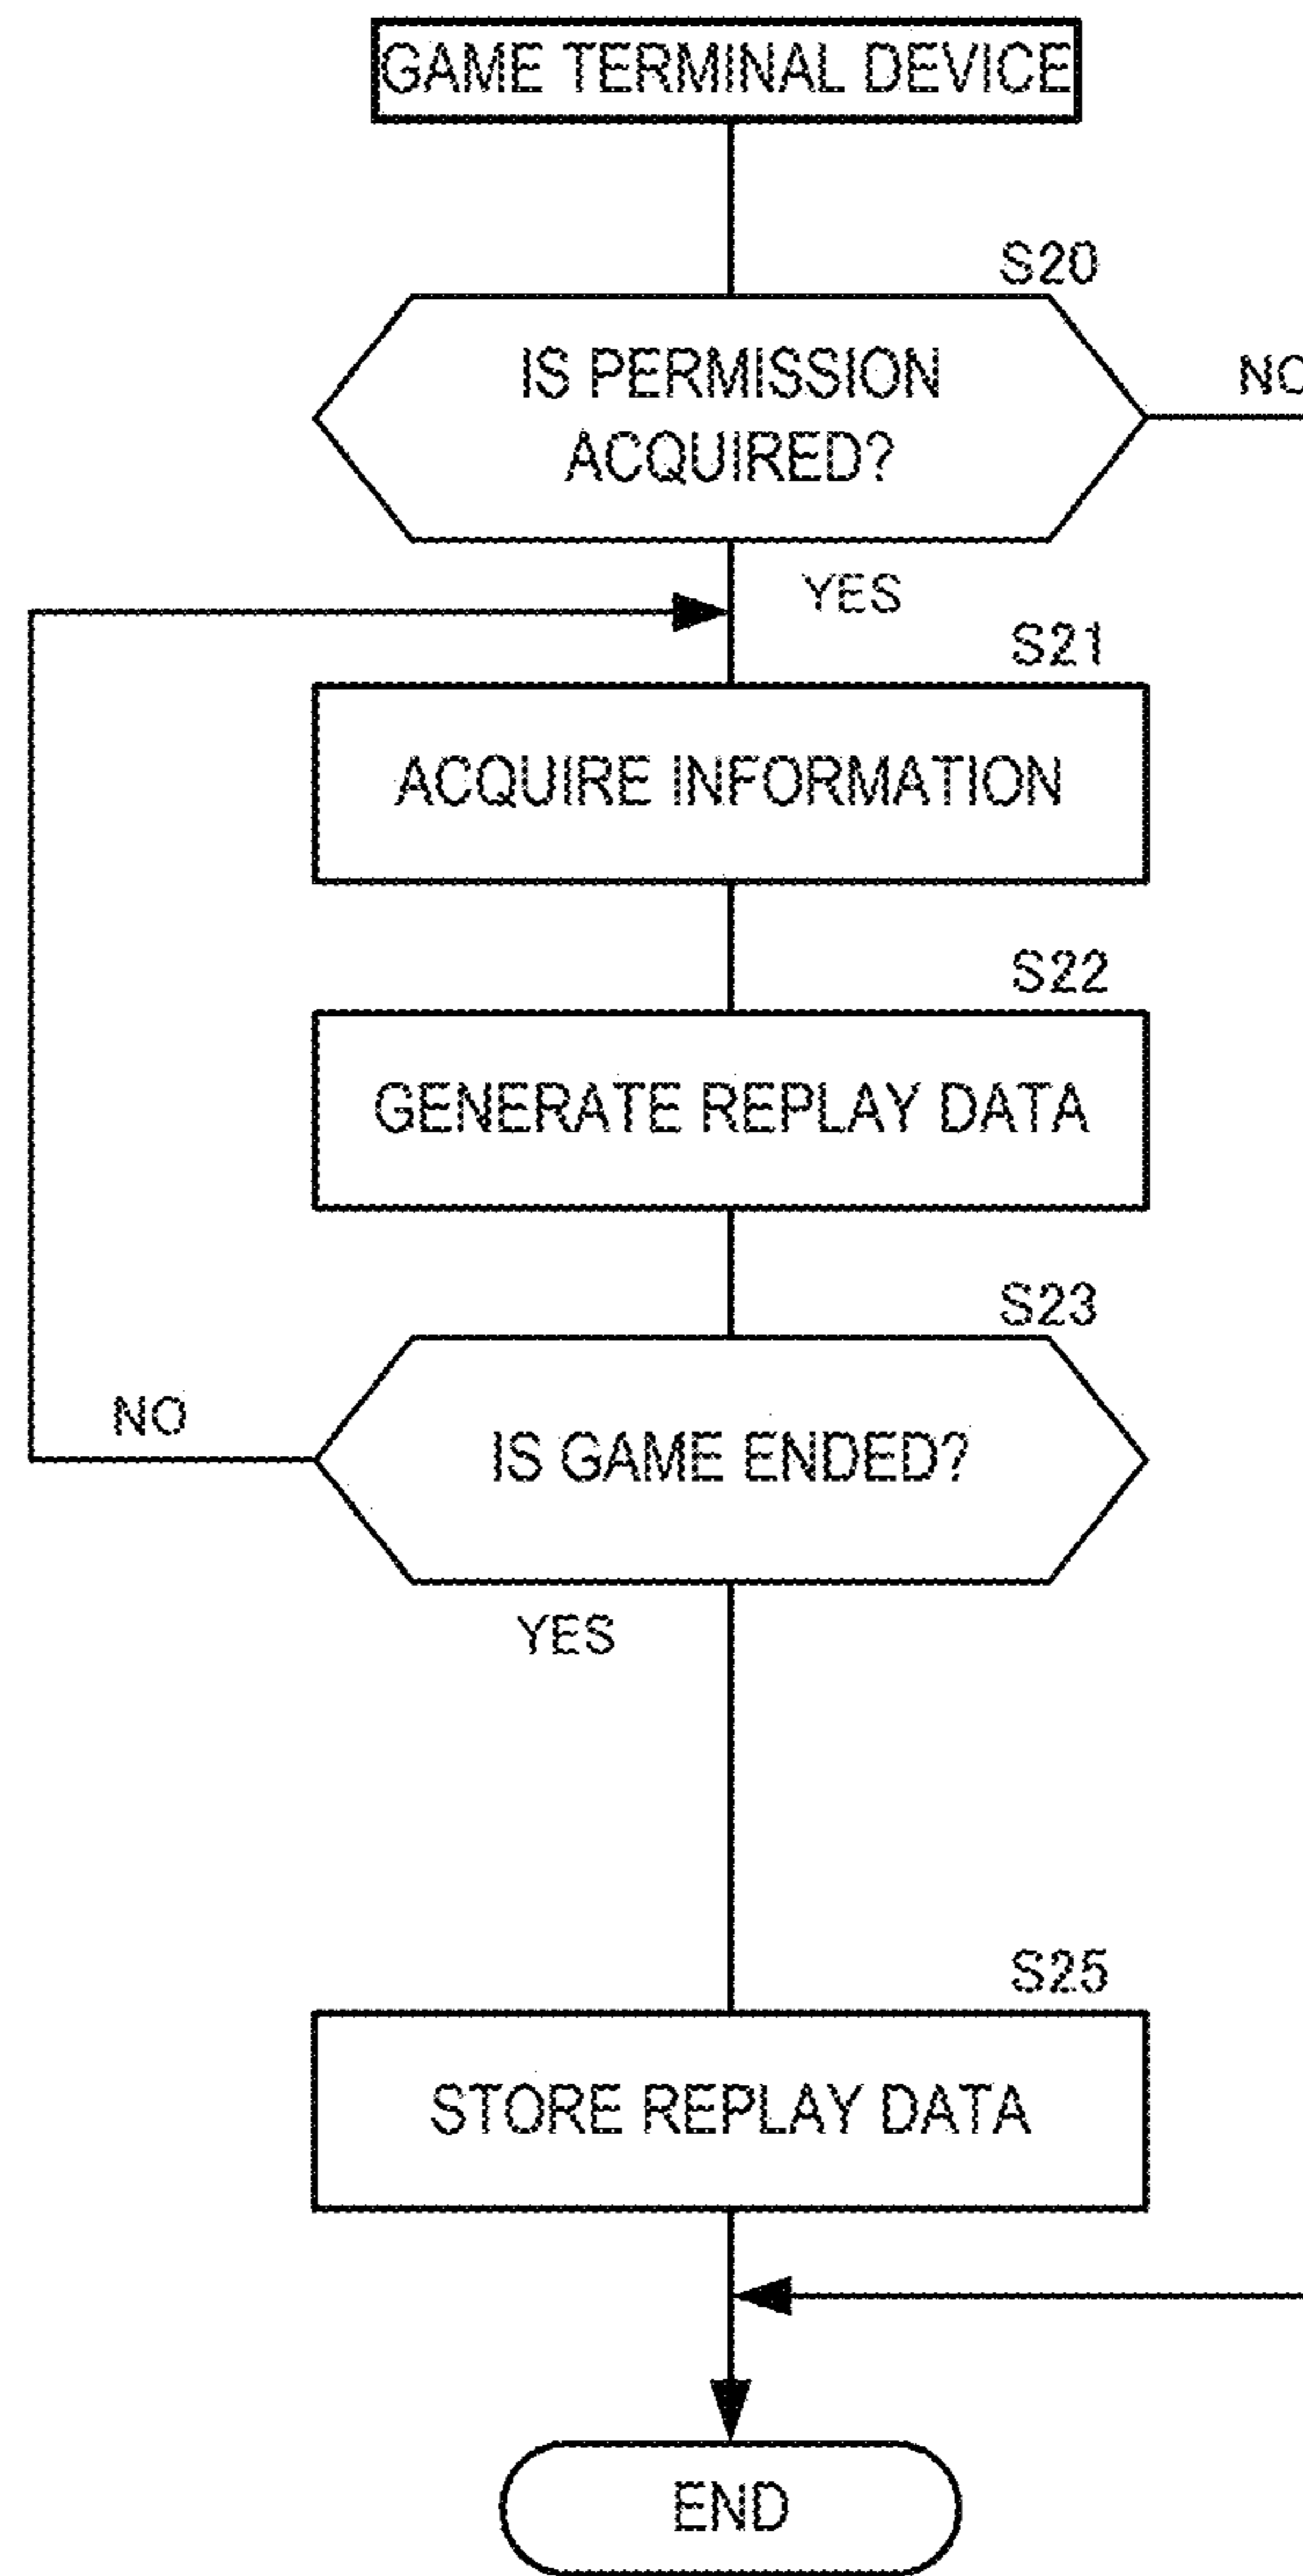 GAME TERMINAL DEVICE
S20
IS PERMISSION
ACQUIRED?
NO
YES
S21
ACQUIRE INFORMATION
S22
GENERATE REPLAY DATA
S23
IS GAME ENDED?
NO
YES
S25
STORE REPLAY DATA
END